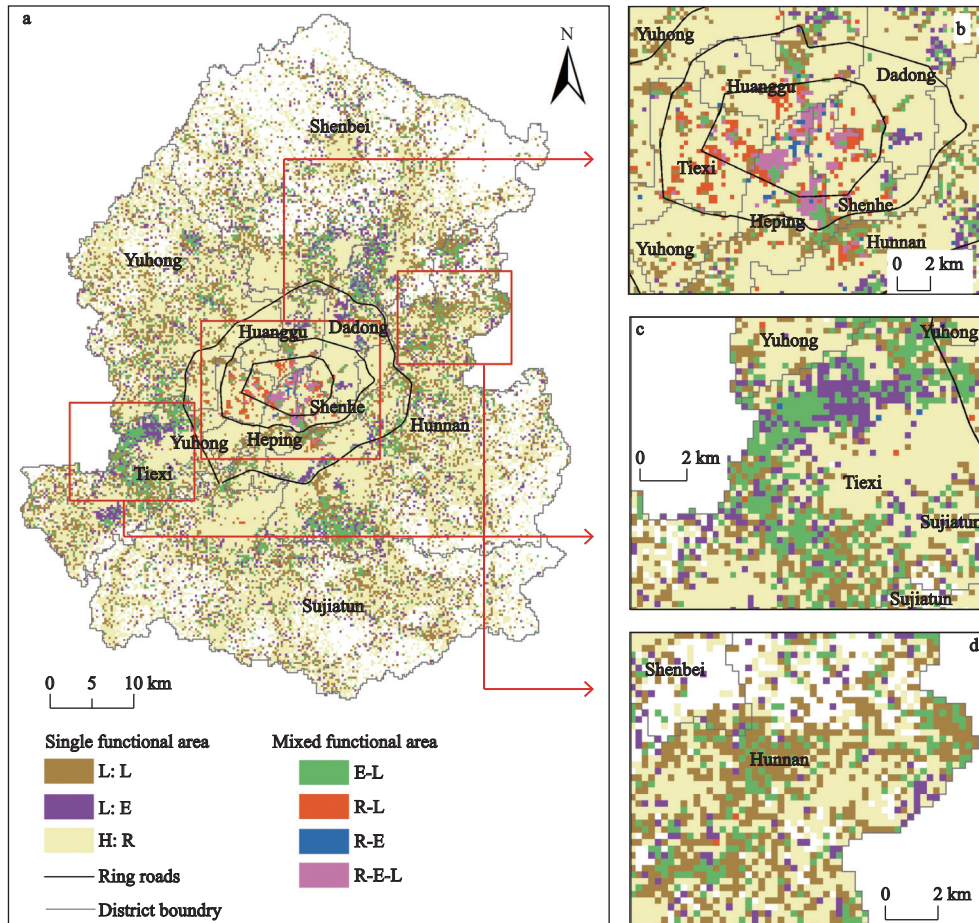 a
N
Shenbei
Yuhong
Huanggu
Dadong
Shenhe
Hunnan
Yuhong
Heping
Tiexi
Sujiatun
0 5 10 km
Single functional area
L: L
L: E
H: R
Ring roads
District boundry
Mixed functional area
E-L
R-L
R-E
R-E-L
b
Yuhong
Dadong
Huanggu
Tiexi
Shenhe
Heping
Hunnan
Yuhong
0 2 km
c
Yuhong
Yuhong
0 2 km
Tiexi
Sujiatun
Sujiatun
d
Shenbei
Hunnan
0 2 km